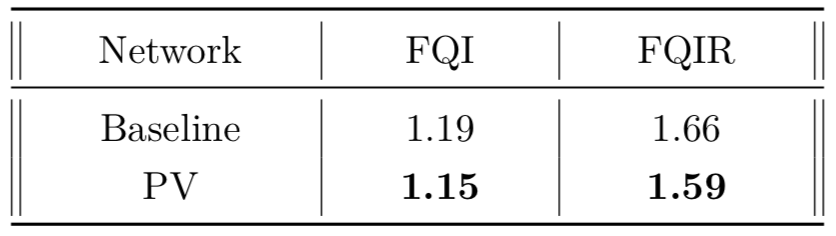 Network FQI FQIR
Baseline 1.19 1.66
PV 1.15 1.59